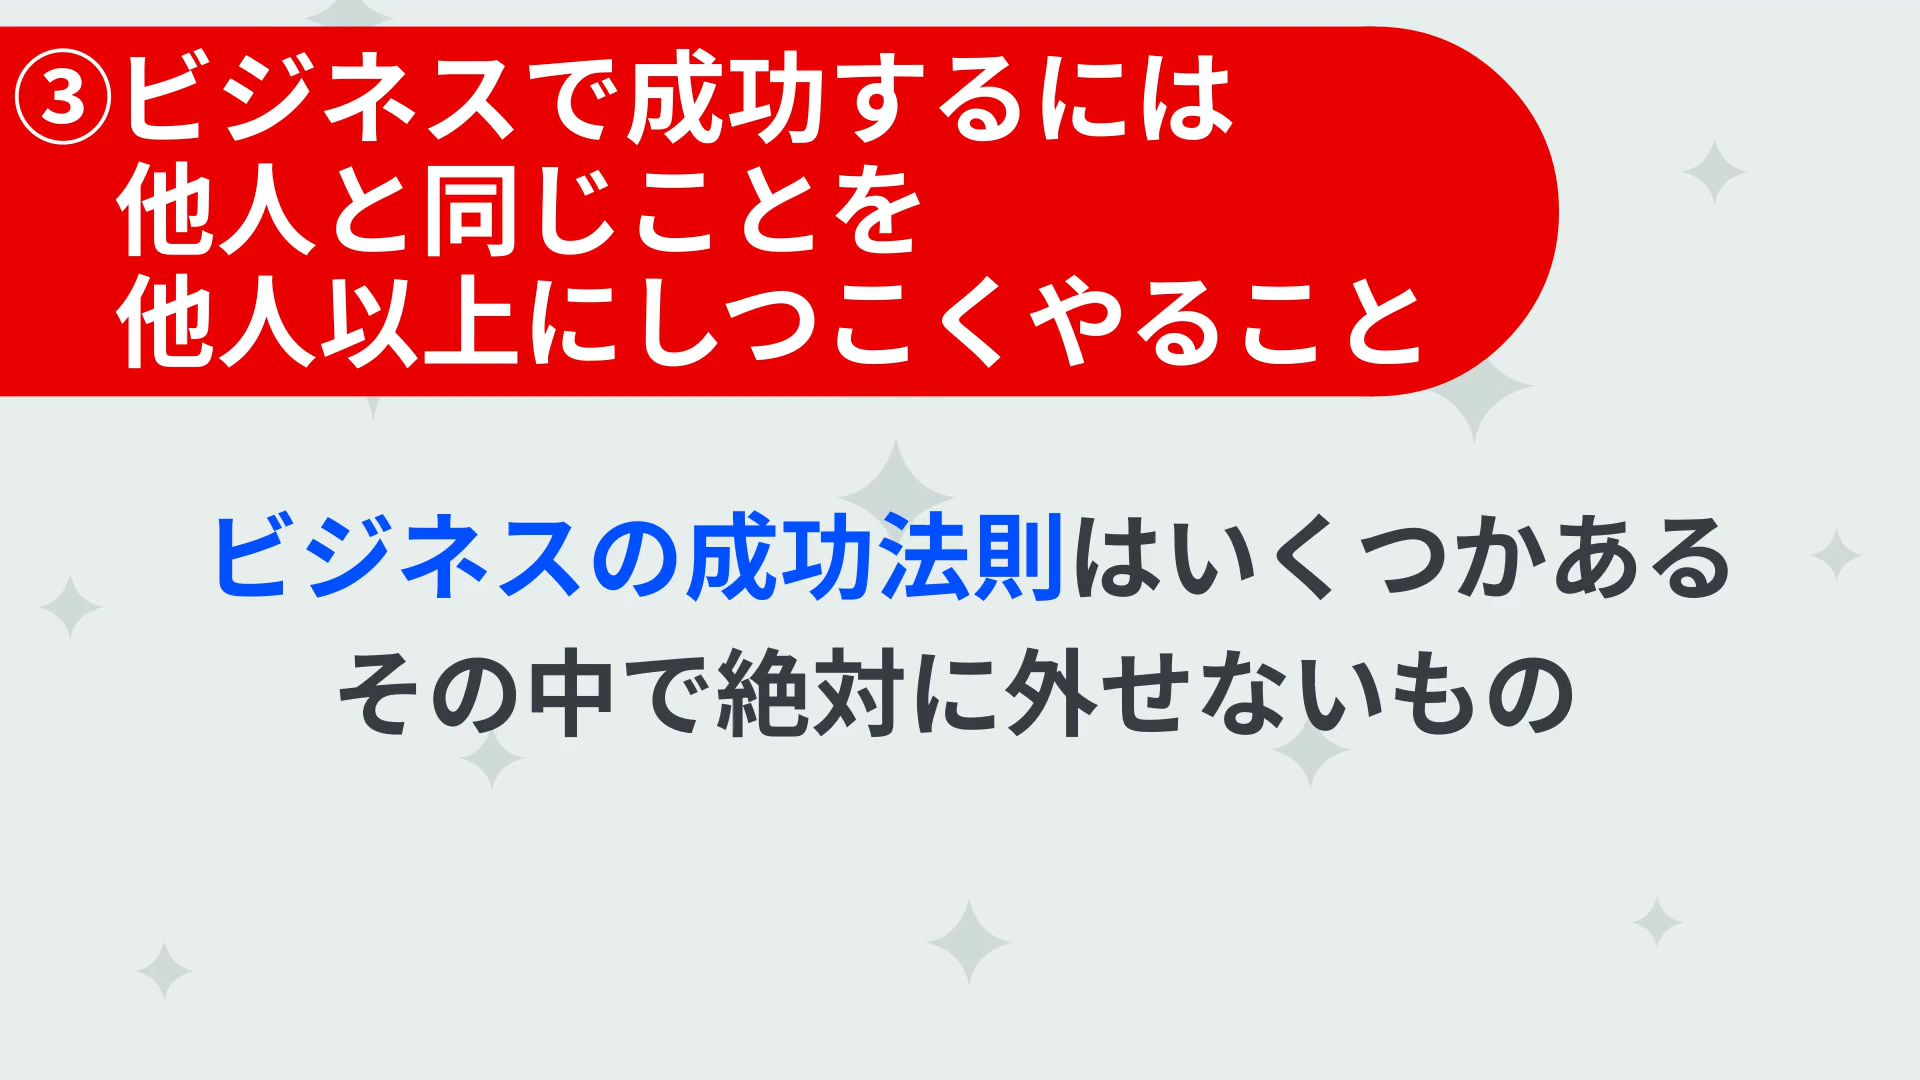 ③ビジネスで成功するには
他人と同じことを
他人以上にしつこくやること
ビジネスの成功法則はいくつかある
その中で絶対に外せないもの